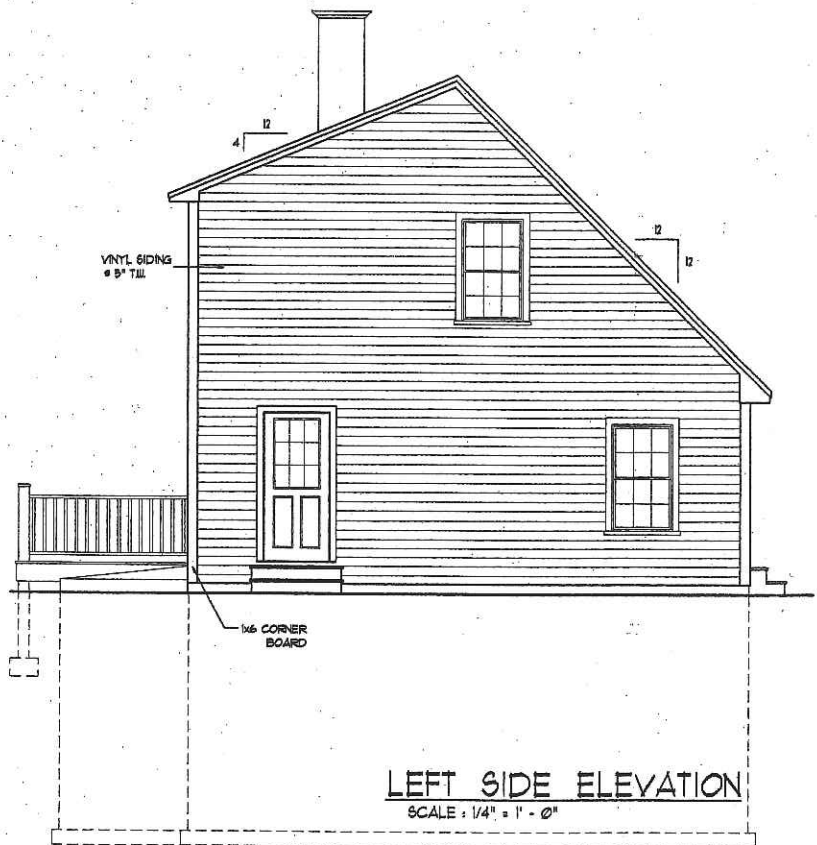 12
4
12
12
VINYL SIDING
@ 5" T.W.
1x6 CORNER
BOARD
LEFT SIDE ELEVATION
SCALE : 1/4" = 1' - 0"